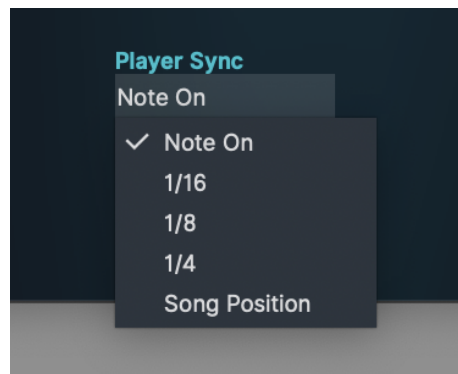 Player Sync
Note On
Note On
1/16
1/8
1/4
Song Position